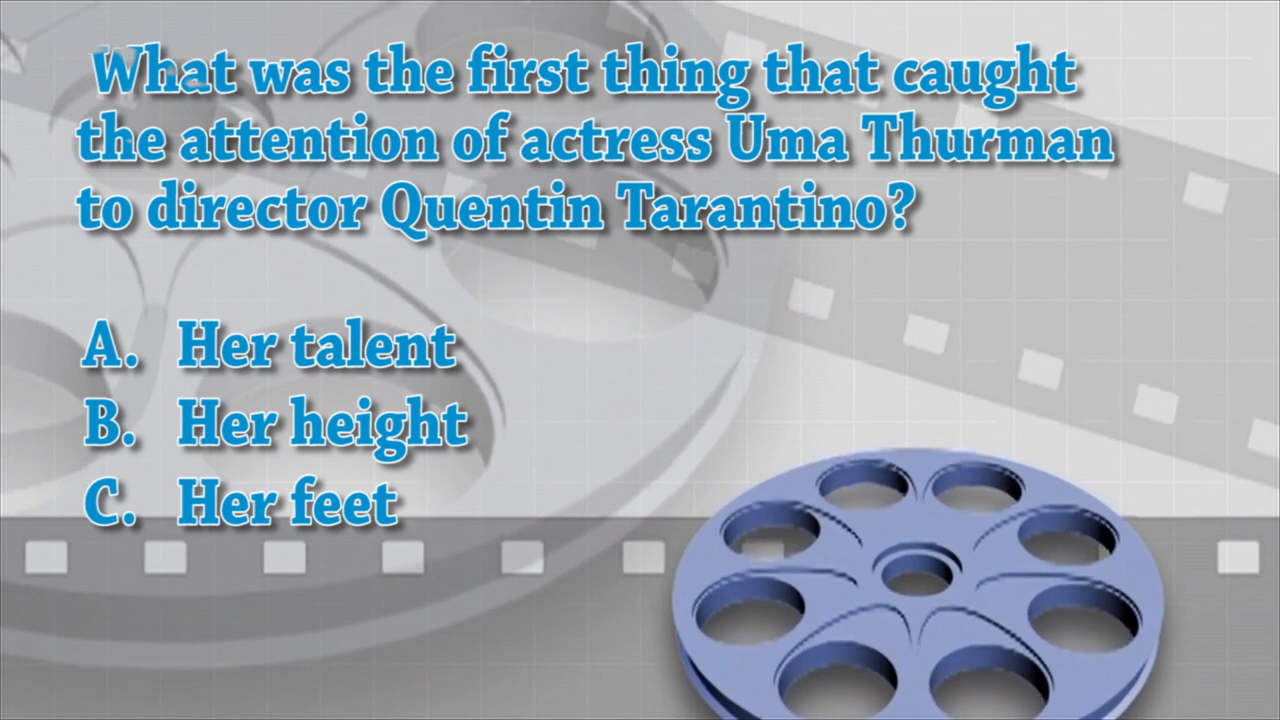 What was the first thing that caught
the attention of actress Uma Thurman
to director Quentin Tarantino?
A. Her talent
B. Her height
C. Her feet